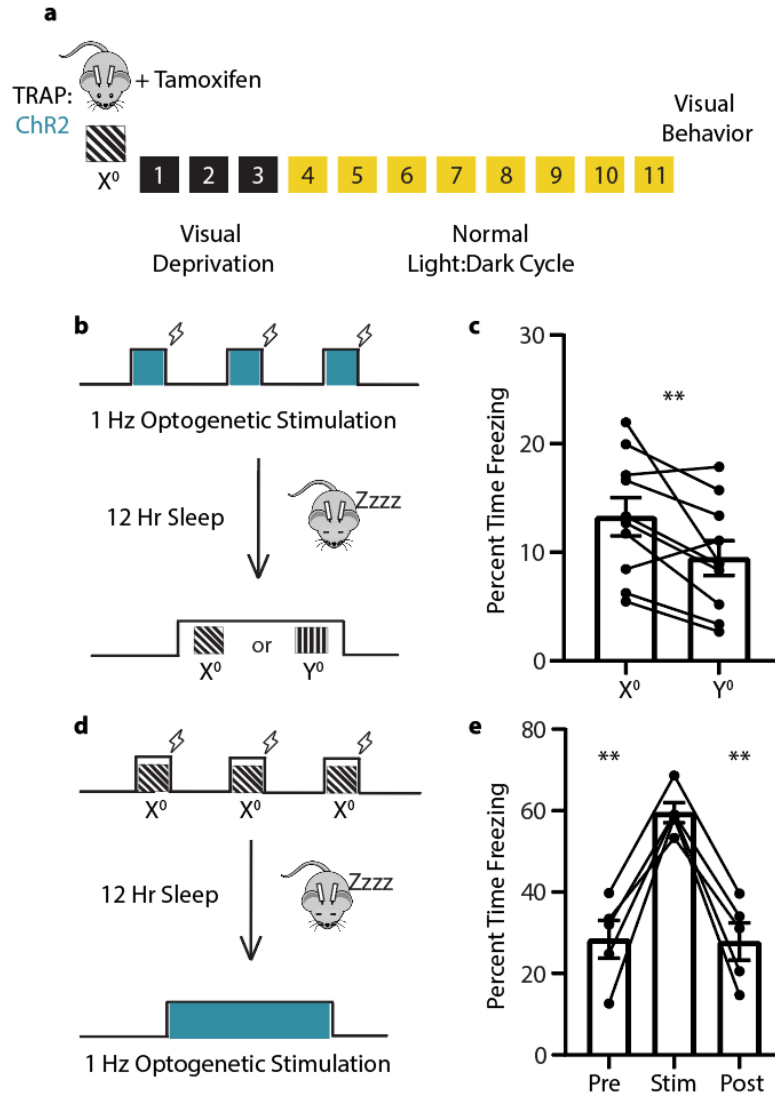 a
+ Tamoxifen
TRAP:
ChR2
X⁰
1 2 3 4 5 6 7 8 9 10 11
Visual
Behavior
Visual
Deprivation
Normal
Light:Dark Cycle
b
1 Hz Optogenetic Stimulation
12 Hr Sleep
Zzzz
X⁰ or Y⁰
c
Percent Time Freezing
30
20
10
0
**
X⁰ Y⁰
d
X⁰ X⁰ X⁰
12 Hr Sleep
Zzzz
1 Hz Optogenetic Stimulation
e
Percent Time Freezing
80
60
40
20
0
** **
Pre Stim Post